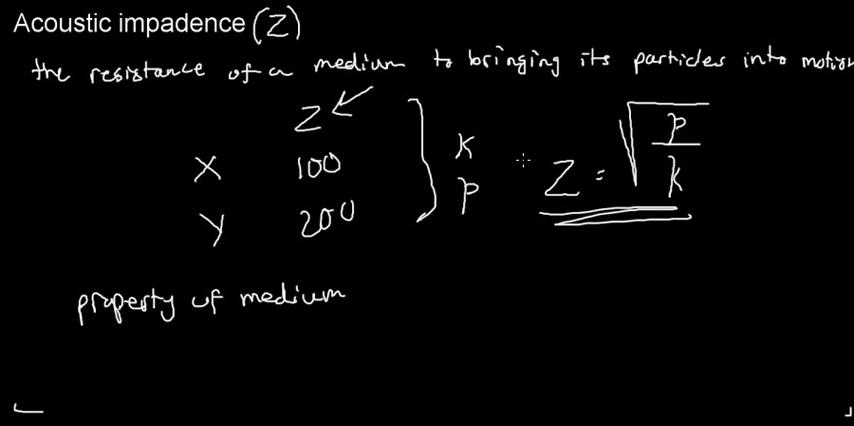 Acoustic impadence (Z)
the resistance of a medium to bringing its particles into motion
Z
X 100
Y 200
K
p
Z = √p/K
property of medium